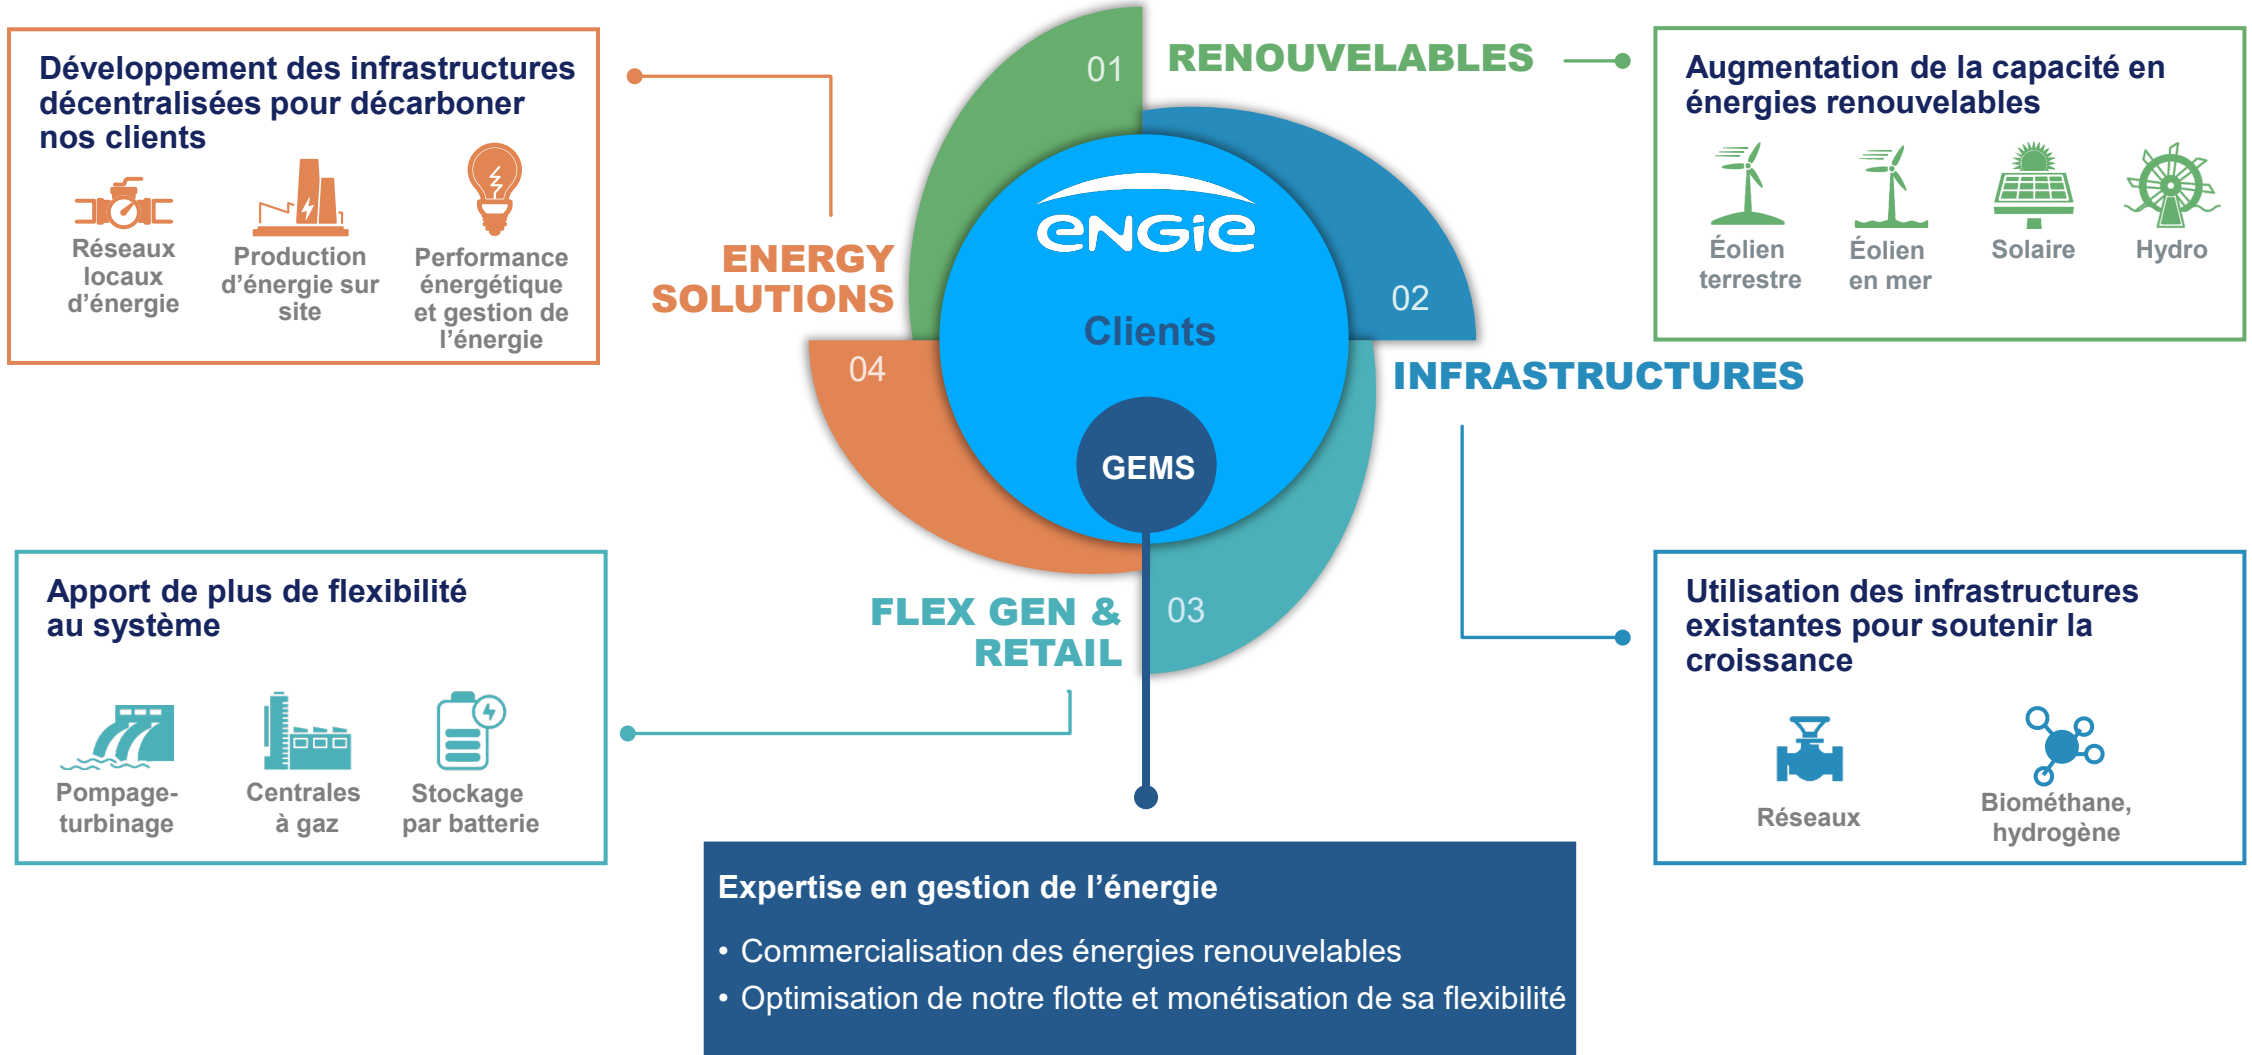 Développement des infrastructures
décentralisées pour décarboner
nos clients
Réseaux
locaux
d’énergie
Production
d’énergie sur
site
Performance
énergétique
et gestion de
l’énergie
01
RENOUVELABLES
Augmentation de la capacité en
énergies renouvelables
Éolien
terrestre
Éolien
en mer
Solaire
Hydro
ENGiE
Clients
GEMS
ENERGY
SOLUTIONS
02
04
INFRASTRUCTURES
Apport de plus de flexibilité
au système
Pompage-
turbinage
Centrales
à gaz
Stockage
par batterie
FLEX GEN &
RETAIL
03
Utilisation des infrastructures
existantes pour soutenir la
croissance
Réseaux
Biométhane,
hydrogène
Expertise en gestion de l’énergie
• Commercialisation des énergies renouvelables
• Optimisation de notre flotte et monétisation de sa flexibilité